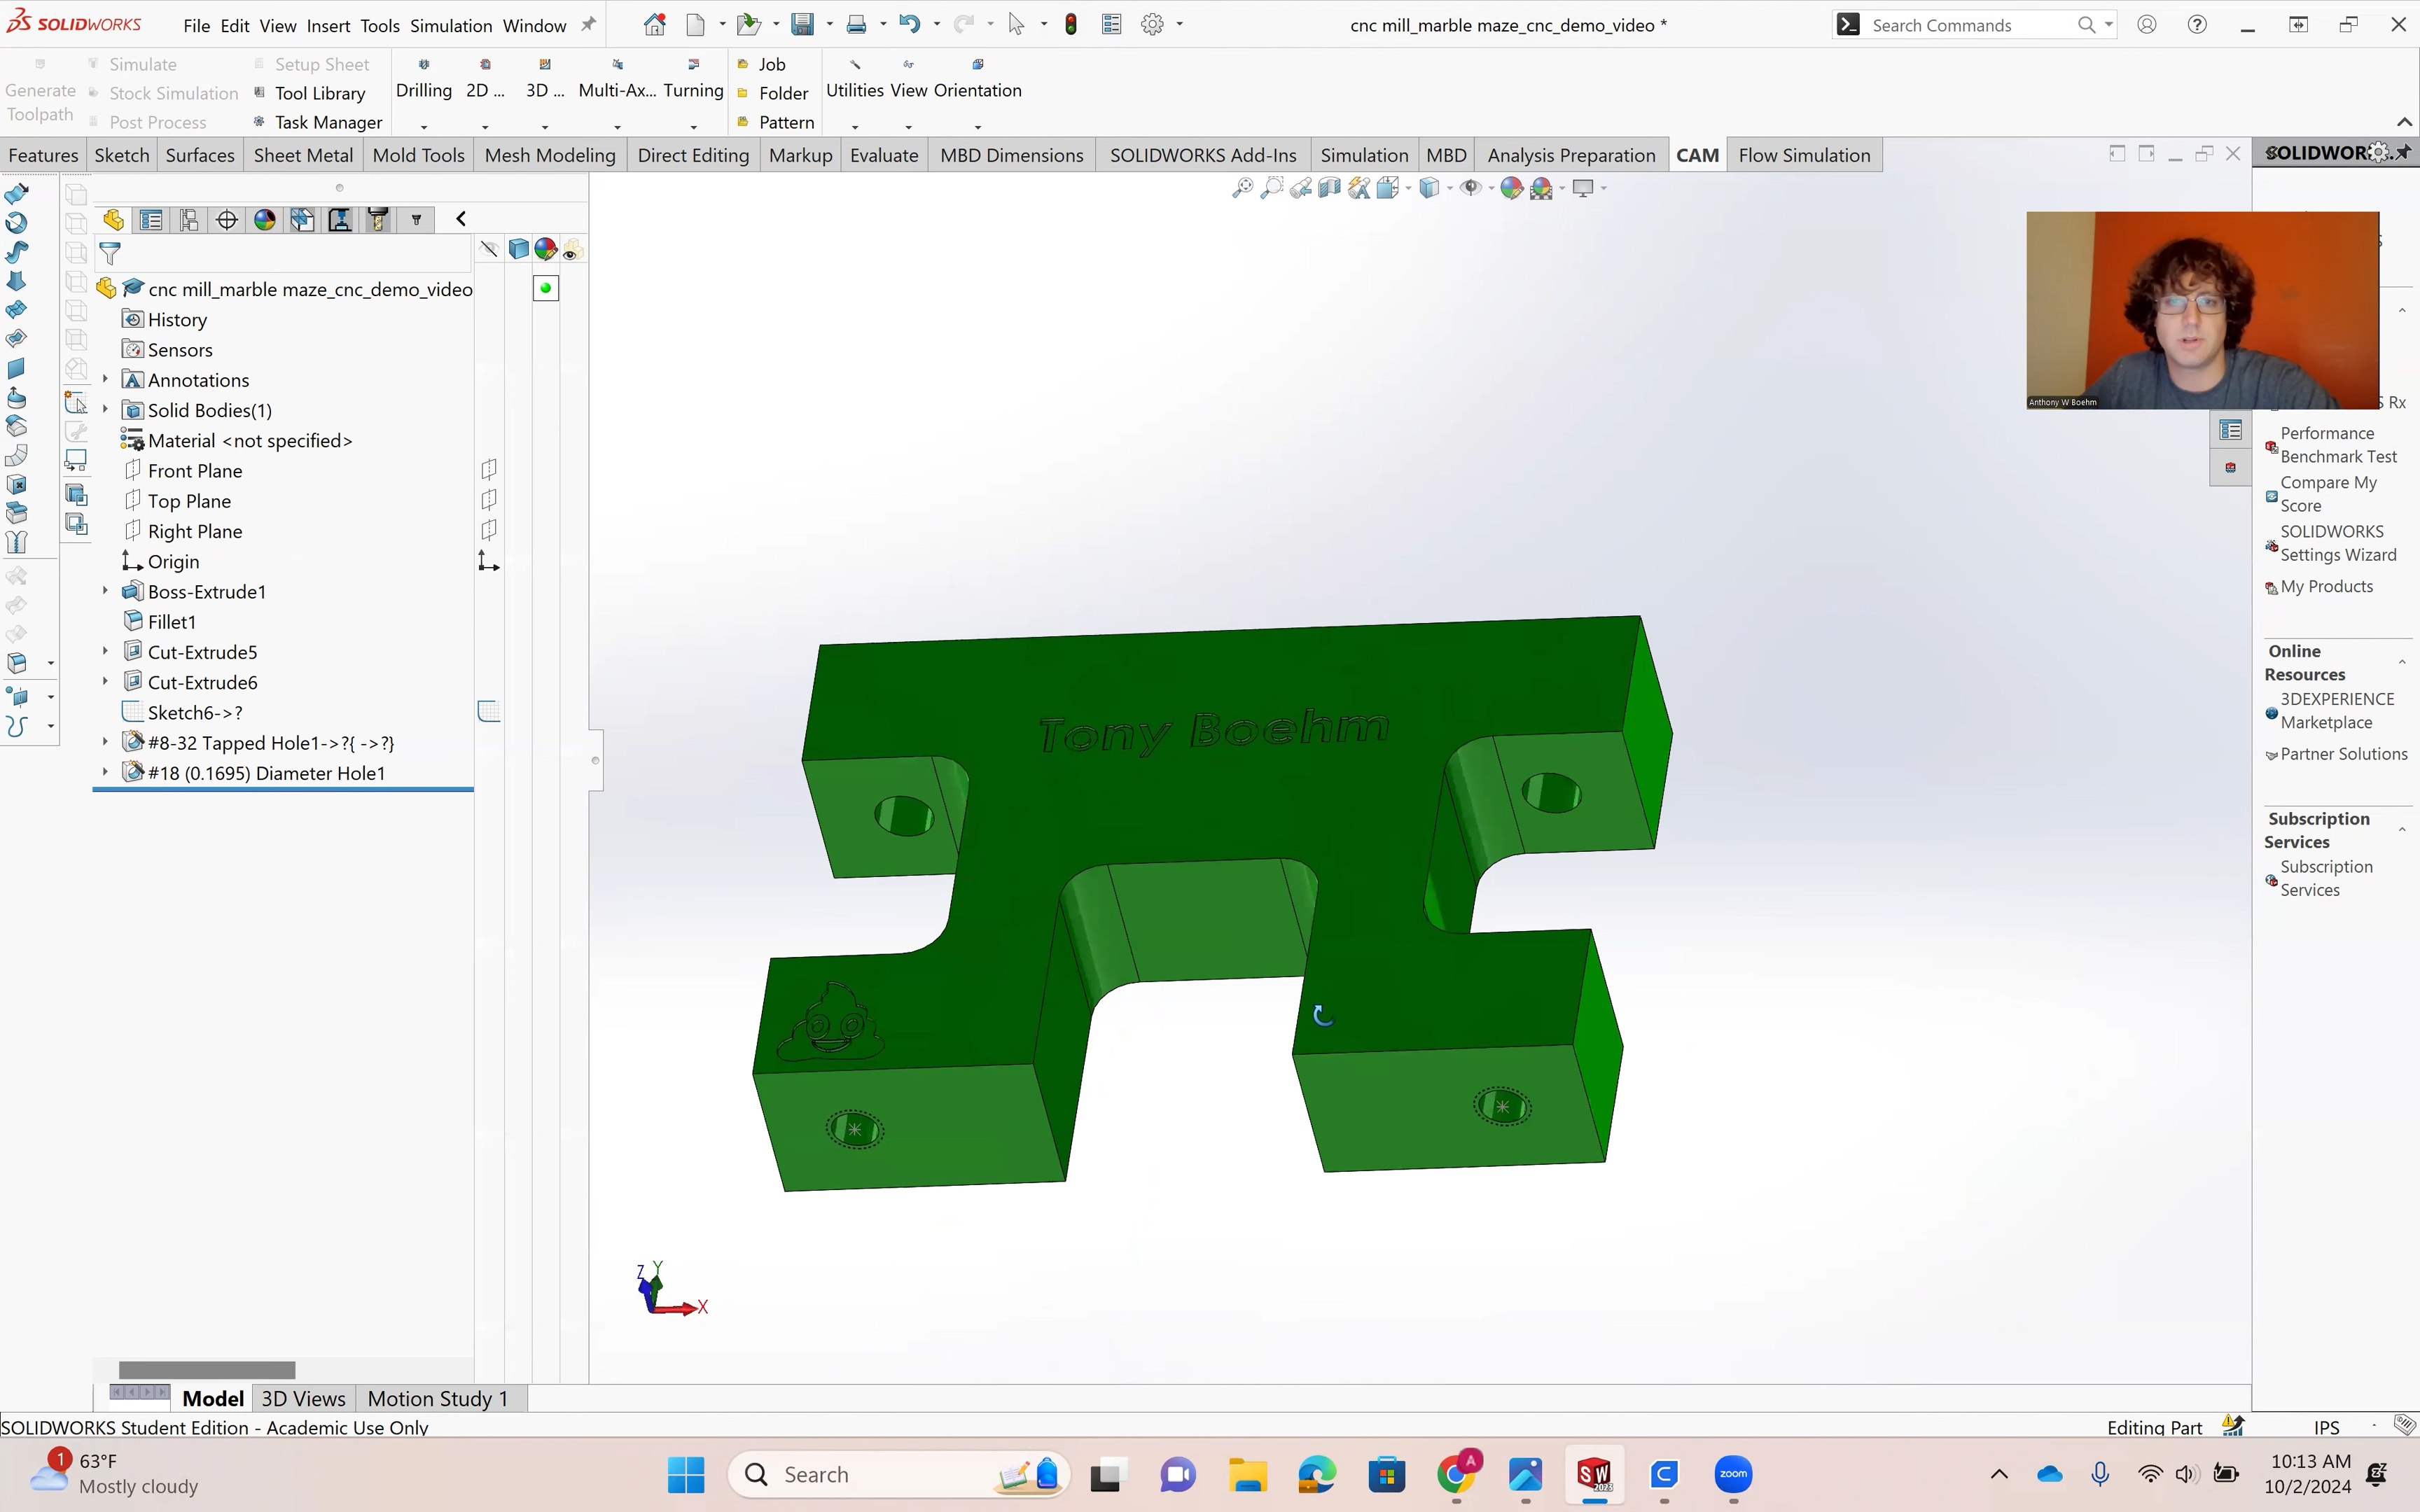 SOLIDWORKS File Edit View Insert Tools Simulation Window
cnc mill_marble maze_cnc_demo_video *
Search Commands
Generate Toolpath
Simulate
Stock Simulation
Post Process
Setup Sheet
Tool Library
Task Manager
Drilling 2D ... 3D ... Multi-Ax... Turning
Job
Folder
Pattern
Utilities View Orientation
Features Sketch Surfaces Sheet Metal Mold Tools Mesh Modeling Direct Editing Markup Evaluate MBD Dimensions SOLIDWORKS Add-Ins Simulation MBD Analysis Preparation CAM Flow Simulation
cnc mill_marble maze_cnc_demo_video
History
Sensors
Annotations
Solid Bodies(1)
Material <not specified>
Front Plane
Top Plane
Right Plane
Origin
Boss-Extrude1
Fillet1
Cut-Extrude5
Cut-Extrude6
Sketch6->?
#8-32 Tapped Hole1->?{ ->?}
#18 (0.1695) Diameter Hole1
Tony Boehm
Z Y
X
Anthony W Boehm
Rx
Performance
Benchmark Test
Compare My
Score
SOLIDWORKS
Settings Wizard
My Products
Online
Resources
3DEXPERIENCE
Marketplace
Partner Solutions
Subscription
Services
Subscription
Services
Model 3D Views Motion Study 1
SOLIDWORKS Student Edition - Academic Use Only
Editing Part
IPS
1
63°F
Mostly cloudy
Search
A
SW
2023
zoom
10:13 AM
10/2/2024